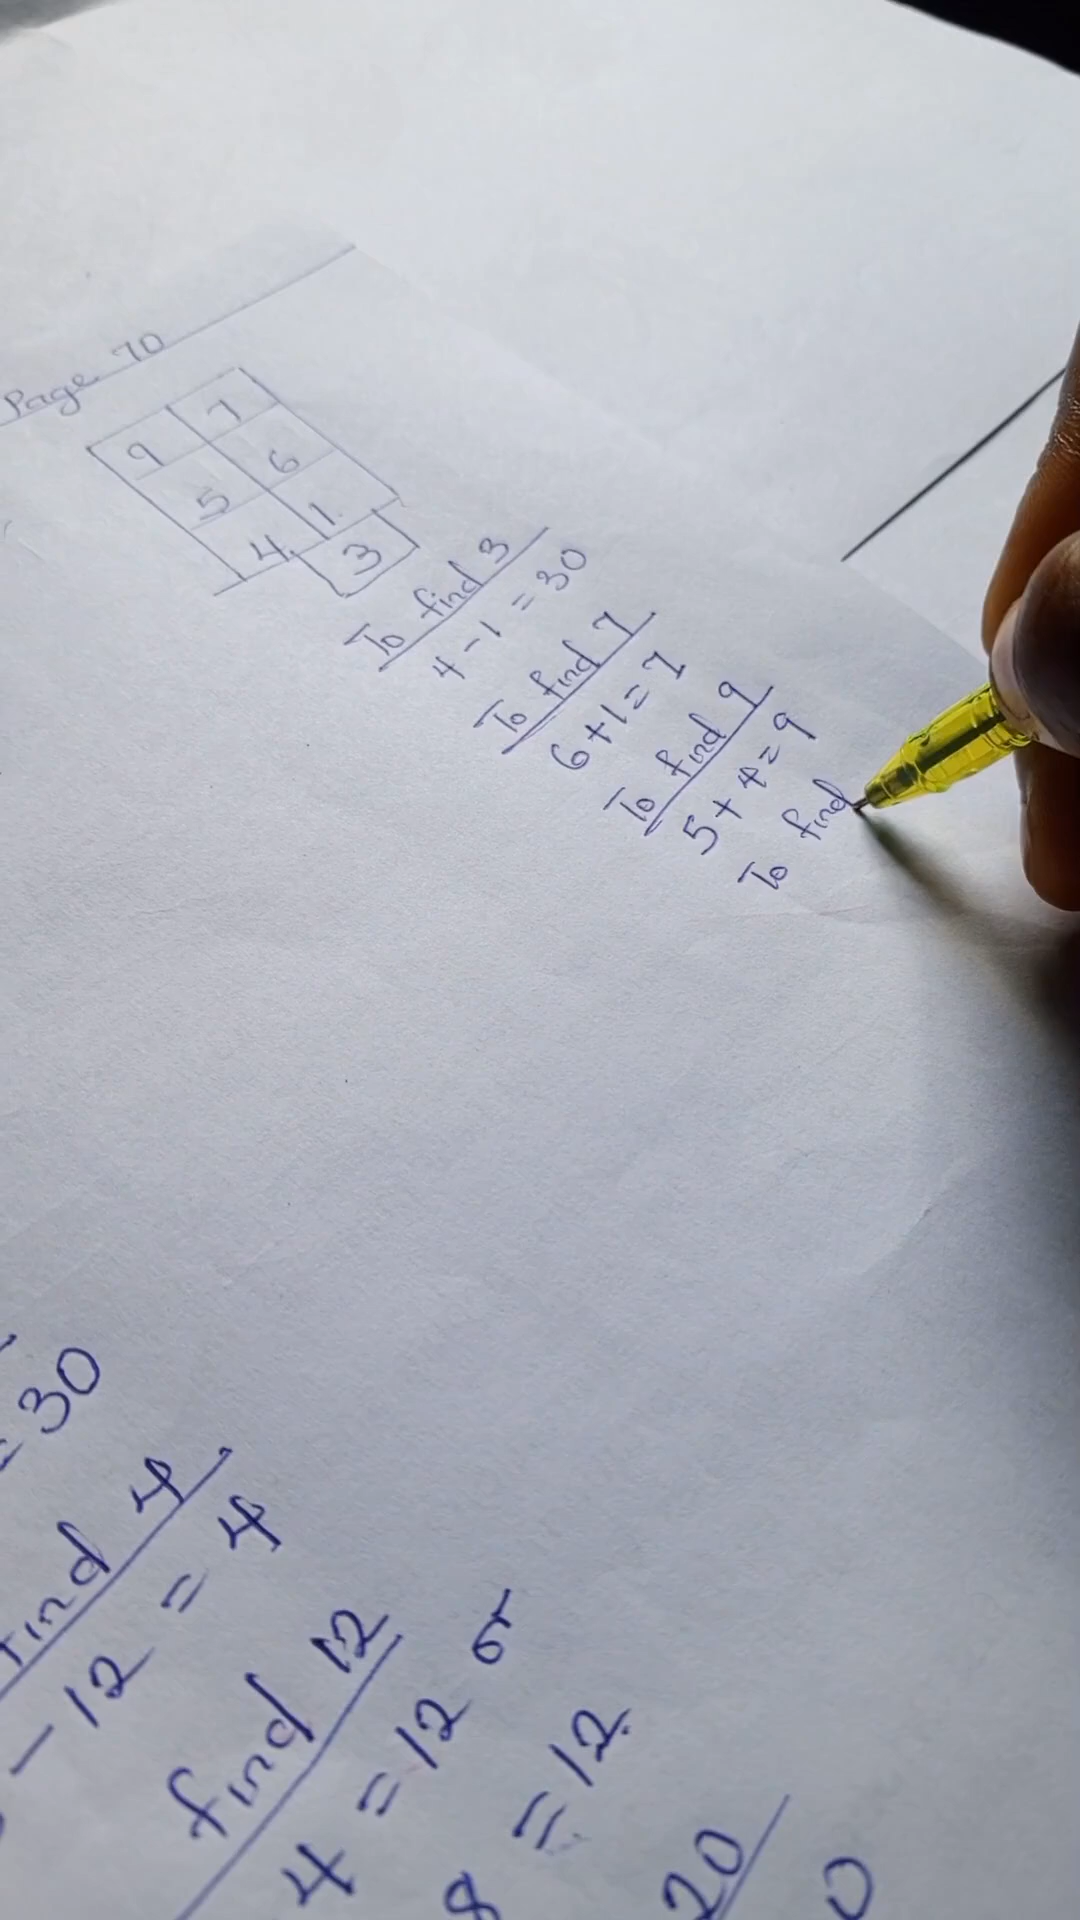 Page 70
9 7
5 6
4 1
3
To find 3
4 - 1 = 30
To find 7
6 + 1 = 7
To find 9
5 + 4 = 9
To find
= 30
find 4
- 12 = 4
find 12
4 = 12 or
8 = 12
20
0